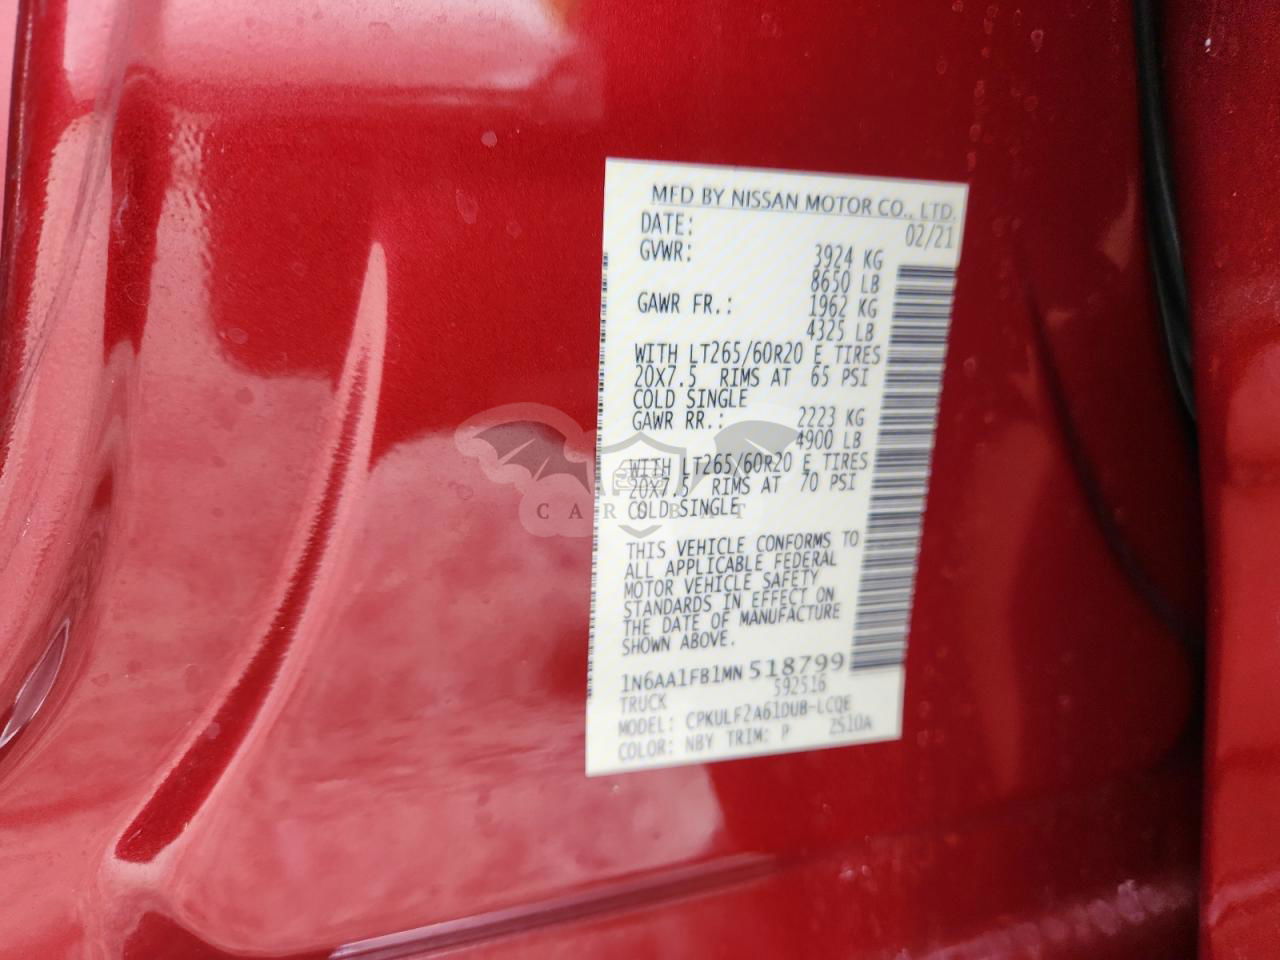 MFD BY NISSAN MOTOR CO., LTD.
DATE: 02/21
GVWR: 3924 KG
8650 LB
GAWR FR.: 1962 KG
4325 LB
WITH LT265/60R20 E TIRES
20X7.5 RIMS AT 65 PSI
COLD SINGLE
GAWR RR.: 2223 KG
4900 LB
WITH LT265/60R20 E TIRES
20X7.5 RIMS AT 70 PSI
COLD SINGLE
CAROBAT
THIS VEHICLE CONFORMS TO
ALL APPLICABLE FEDERAL
MOTOR VEHICLE SAFETY
STANDARDS IN EFFECT ON
THE DATE OF MANUFACTURE
SHOWN ABOVE.
1N6AA1FB1MN518799
592516
TRUCK
MODEL: CPKULF2A61DUB-LCQE
COLOR: NBY TRIM: P 2S10A